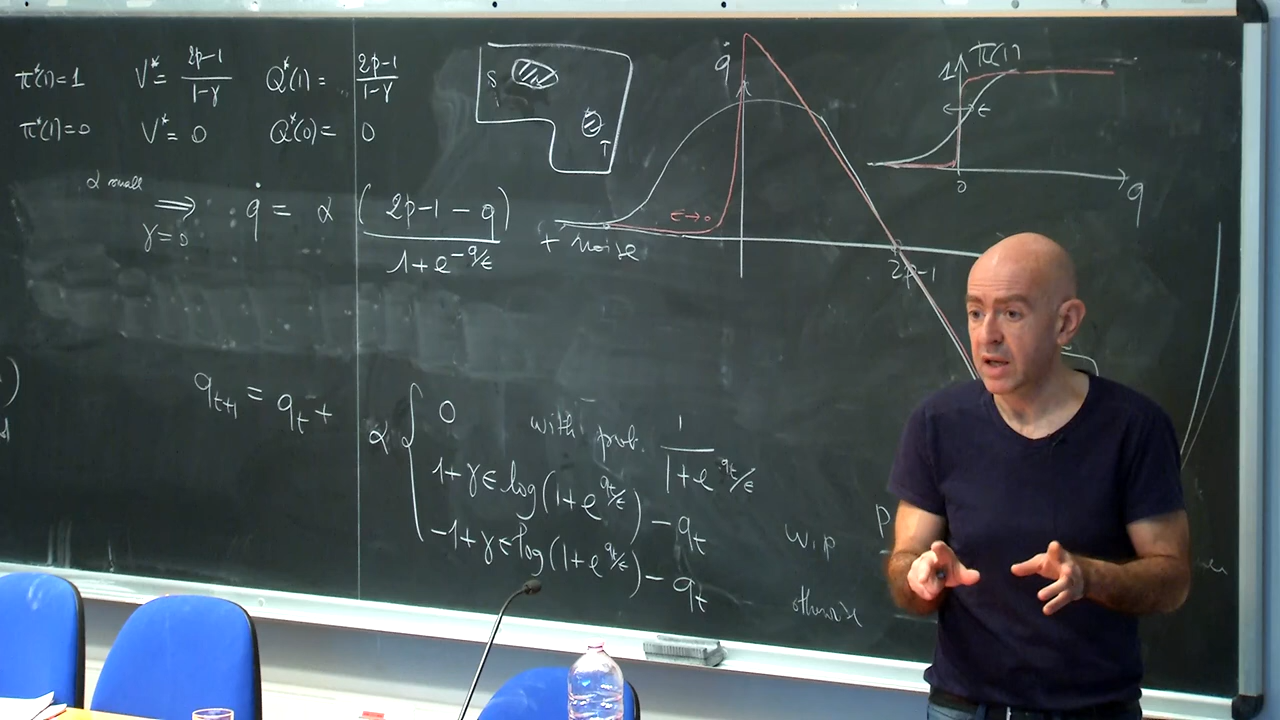 π*(1)=1 V*= (2p-1)/(1-γ) Q*(1)= (2p-1)/(1-γ)
π*(1)=0 V*= 0 Q*(0)= 0
S
T
q̇
ε→0
2p-1
1 π(1)
ε
0
q
α small
⇒ q̇ = α (2p-1-q)/(1+e^{-q/ε}) + noise
γ=0
q_{t+1} = q_t + α { 0 with prob. 1/(1+e^{q_t/ε})
1+γε log(1+e^{q_t/ε}) - q_t w.p. p
-1+γε log(1+e^{q_t/ε}) - q_t otherwise